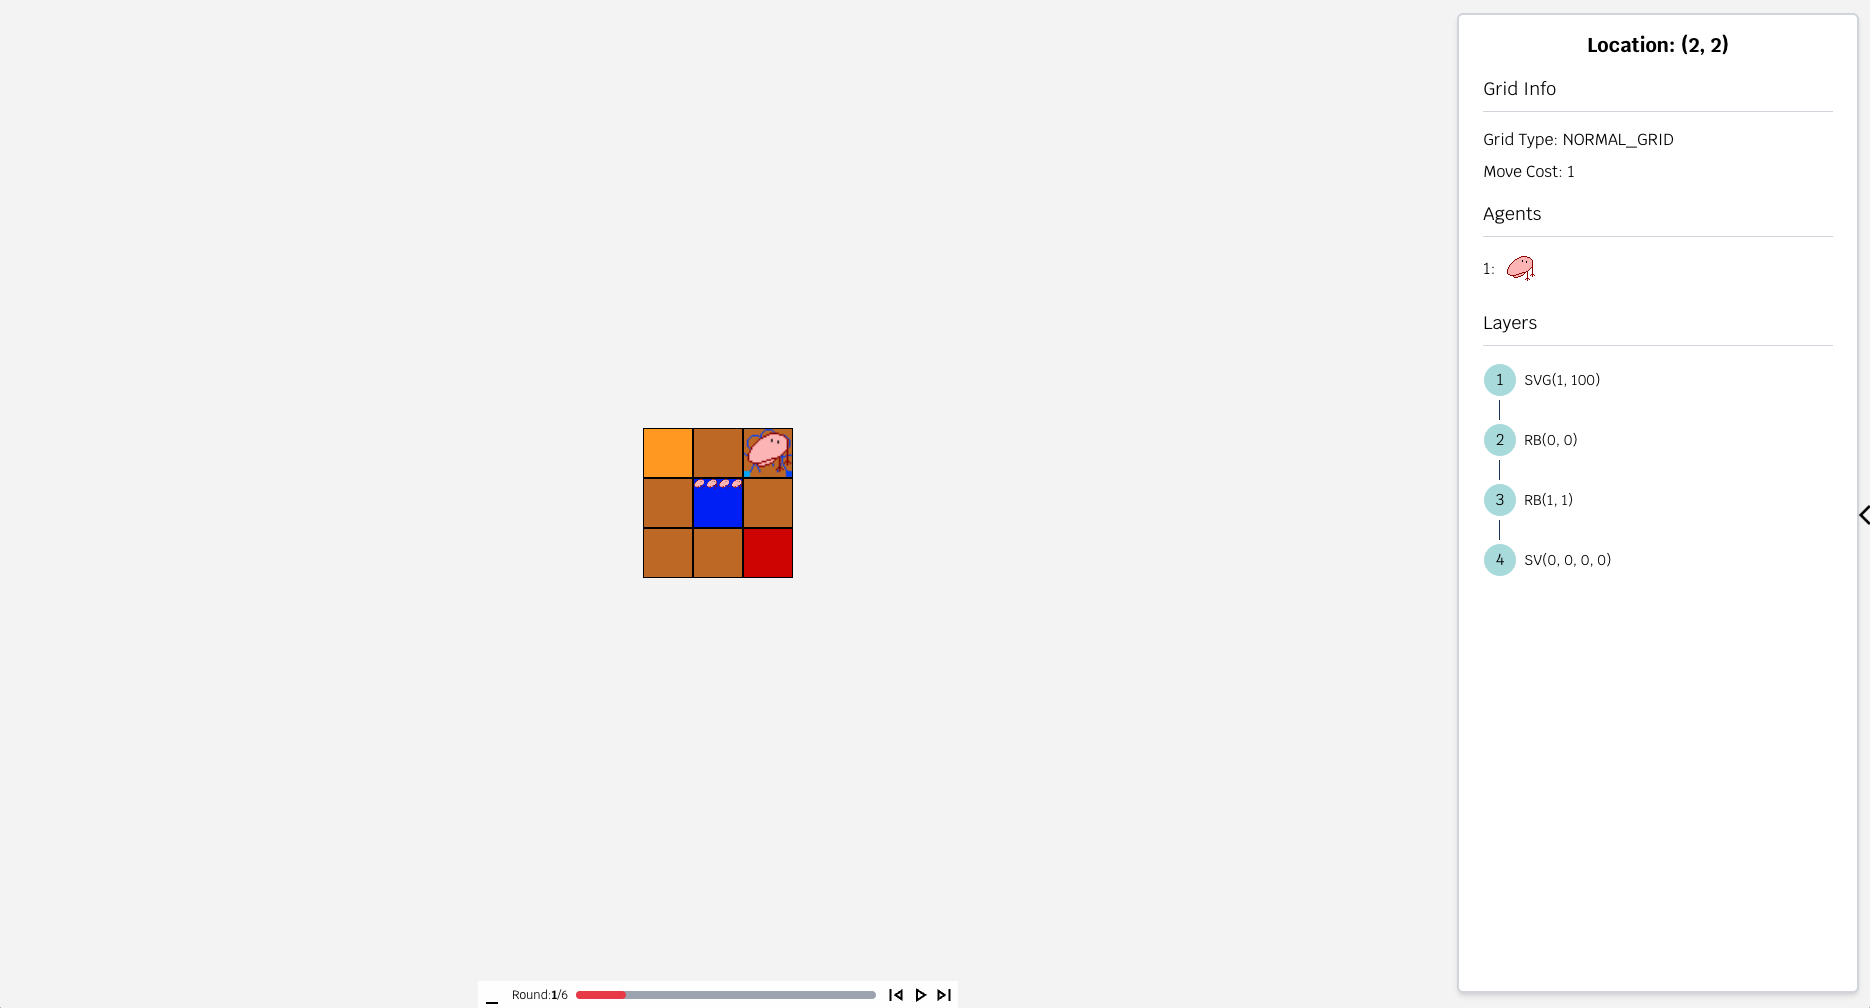 Location: (2, 2)
Grid Info
Grid Type: NORMAL_GRID
Move Cost: 1
Agents
1:
Layers
1 SVG(1, 100)
2 RB(0, 0)
3 RB(1, 1)
4 SV(0, 0, 0, 0)
Round:1/6